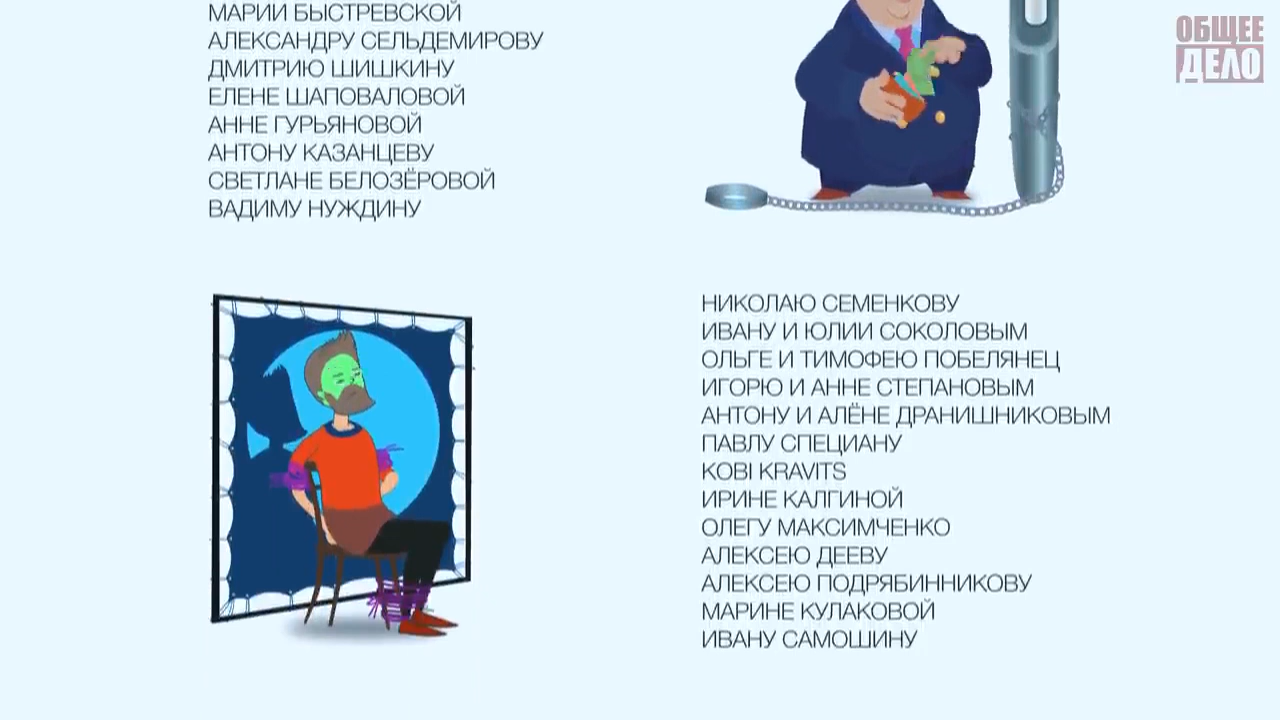 МАРИИ БЫСТРЕВСКОЙ
АЛЕКСАНДРУ СЕЛЬДЕМИРОВУ
ДМИТРИЮ ШИШКИНУ
ЕЛЕНЕ ШАПОВАЛОВОЙ
АННЕ ГУРЬЯНОВОЙ
АНТОНУ КАЗАНЦЕВУ
СВЕТЛАНЕ БЕЛОЗЁРОВОЙ
ВАДИМУ НУЖДИНУ
ОБЩЕЕ
ДЕЛО
НИКОЛАЮ СЕМЕНКОВУ
ИВАНУ И ЮЛИИ СОКОЛОВЫМ
ОЛЬГЕ И ТИМОФЕЮ ПОБЕЛЯНЕЦ
ИГОРЮ И АННЕ СТЕПАНОВЫМ
АНТОНУ И АЛЁНЕ ДРАНИШНИКОВЫМ
ПАВЛУ СПЕЦИАНУ
KOBI KRAVITS
ИРИНЕ КАЛГИНОЙ
ОЛЕГУ МАКСИМЧЕНКО
АЛЕКСЕЮ ДЕЕВУ
АЛЕКСЕЮ ПОДРЯБИННИКОВУ
МАРИНЕ КУЛАКОВОЙ
ИВАНУ САМОШИНУ